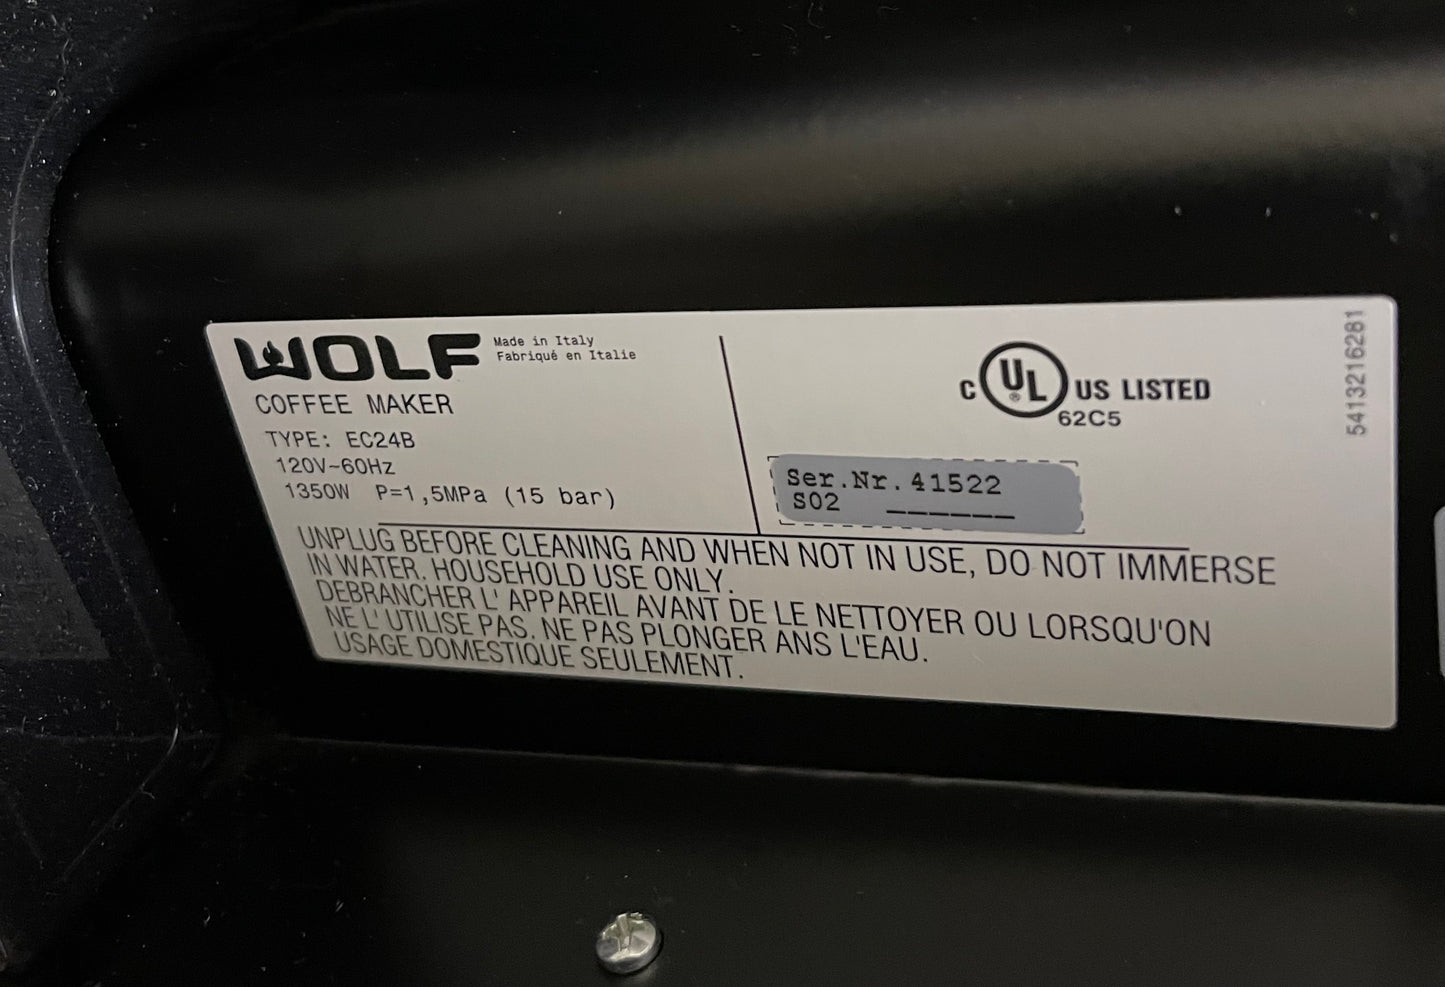 WOLF Made in Italy
Fabriqué en Italie
COFFEE MAKER
TYPE: EC24B
120V~60Hz
1350W P=1,5MPa (15 bar)
C UL® US LISTED
62C5
Ser.Nr.41522
S02 ______
5413216281
UNPLUG BEFORE CLEANING AND WHEN NOT IN USE, DO NOT IMMERSE
IN WATER. HOUSEHOLD USE ONLY.
DEBRANCHER L' APPAREIL AVANT DE LE NETTOYER OU LORSQU'ON
NE L' UTILISE PAS. NE PAS PLONGER ANS L'EAU.
USAGE DOMESTIQUE SEULEMENT.